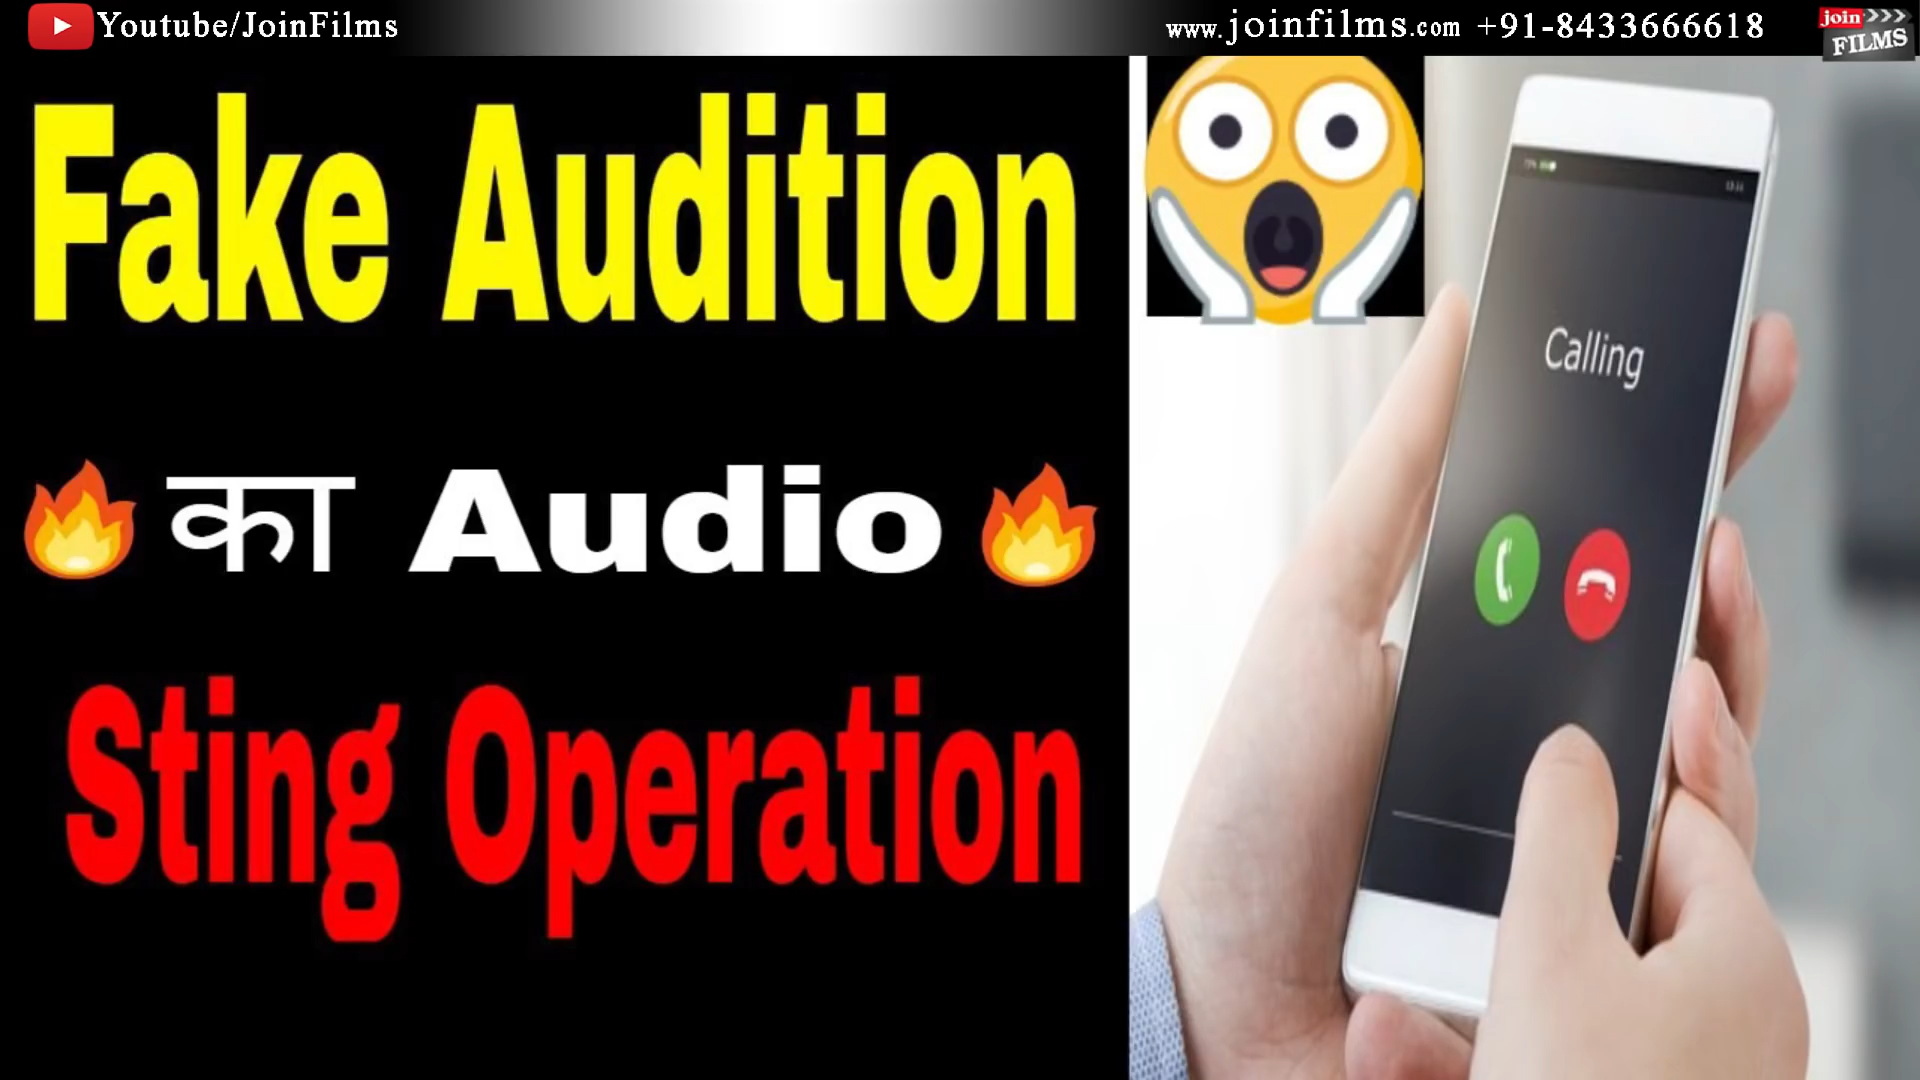 Youtube/JoinFilms
www.joinfilms.com +91-8433666618
join
FILMS
Fake Audition
का Audio
Sting Operation
Calling